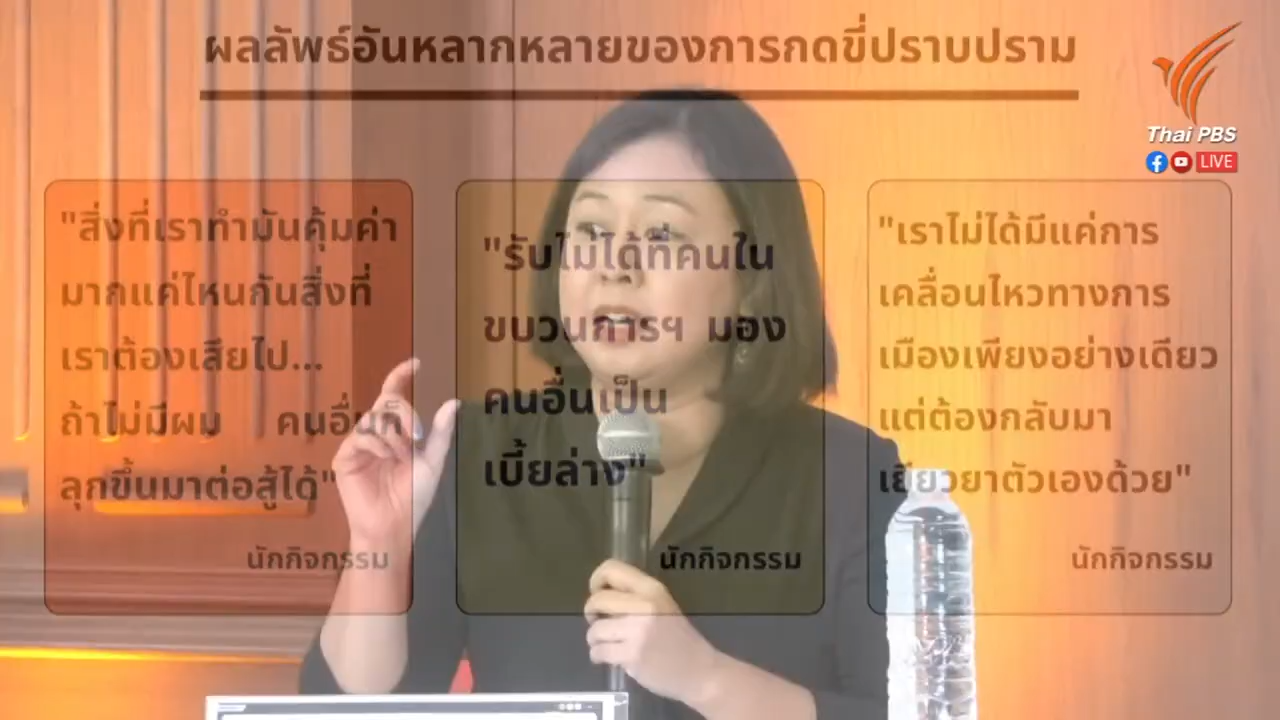 ผลลัพธ์อันหลากหลายของการกดขี่ปราบปราม
Thai PBS
LIVE
"สิ่งที่เราทำมันคุ้มค่า
มากแค่ไหนกันสิ่งที่
เราต้องเสียไป...
ถ้าไม่มีผม คนอื่นก็
ลุกขึ้นมาต่อสู้ได้"
นักกิจกรรม
"รับไม่ได้ที่คนใน
ขบวนการฯ มอง
คนอื่นเป็น
เบี้ยล่าง"
นักกิจกรรม
"เราไม่ได้มีแค่การ
เคลื่อนไหวทางการ
เมืองเพียงอย่างเดียว
แต่ต้องกลับมา
เยียวยาตัวเองด้วย"
นักกิจกรรม